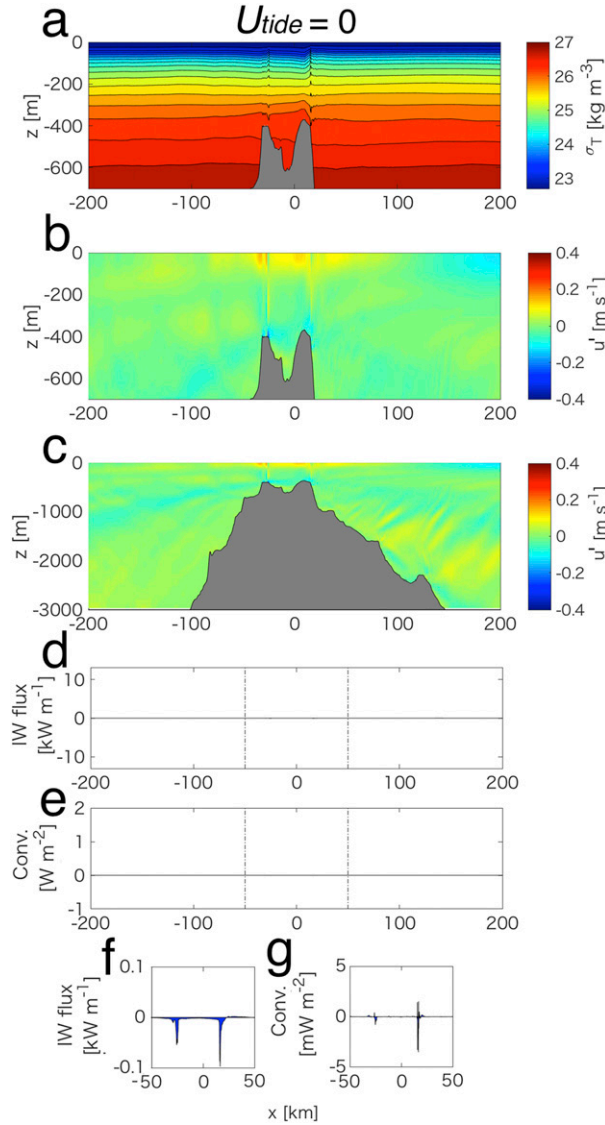 a U_tide = 0
0
-200
-400
-600
z [m]
-200 -100 0 100 200
27
26
25
24
23
σ_T [kg m⁻³]
b
0
-200
-400
-600
z [m]
-200 -100 0 100 200
0.4
0.2
0
-0.2
-0.4
u' [m s⁻¹]
c
0
-1000
-2000
-3000
z [m]
-200 -100 0 100 200
0.4
0.2
0
-0.2
-0.4
u' [m s⁻¹]
d
10
0
-10
IW flux
[kW m⁻¹]
-200 -100 0 100 200
e
2
1
0
-1
Conv.
[W m⁻²]
-200 -100 0 100 200
f
0.1
0
-0.1
IW flux
[kW m⁻¹]
-50 0 50
g
5
0
-5
Conv.
[mW m⁻²]
-50 0 50
x [km]